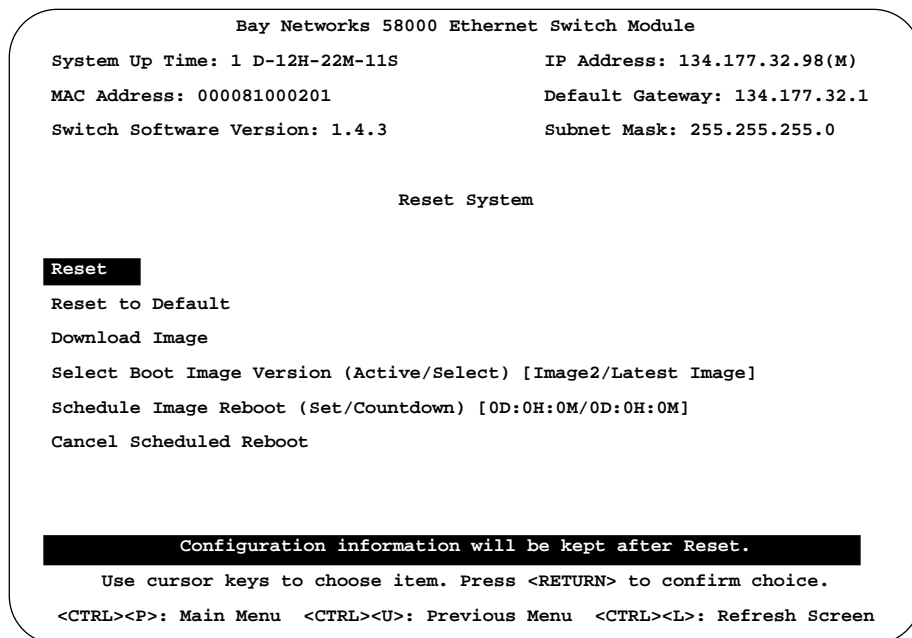 Bay Networks 58000 Ethernet Switch Module
System Up Time: 1 D-12H-22M-11S IP Address: 134.177.32.98(M)
MAC Address: 000081000201 Default Gateway: 134.177.32.1
Switch Software Version: 1.4.3 Subnet Mask: 255.255.255.0
Reset System
Reset
Reset to Default
Download Image
Select Boot Image Version (Active/Select) [Image2/Latest Image]
Schedule Image Reboot (Set/Countdown) [0D:0H:0M/0D:0H:0M]
Cancel Scheduled Reboot
Configuration information will be kept after Reset.
Use cursor keys to choose item. Press <RETURN> to confirm choice.
<CTRL><P>: Main Menu <CTRL><U>: Previous Menu <CTRL><L>: Refresh Screen